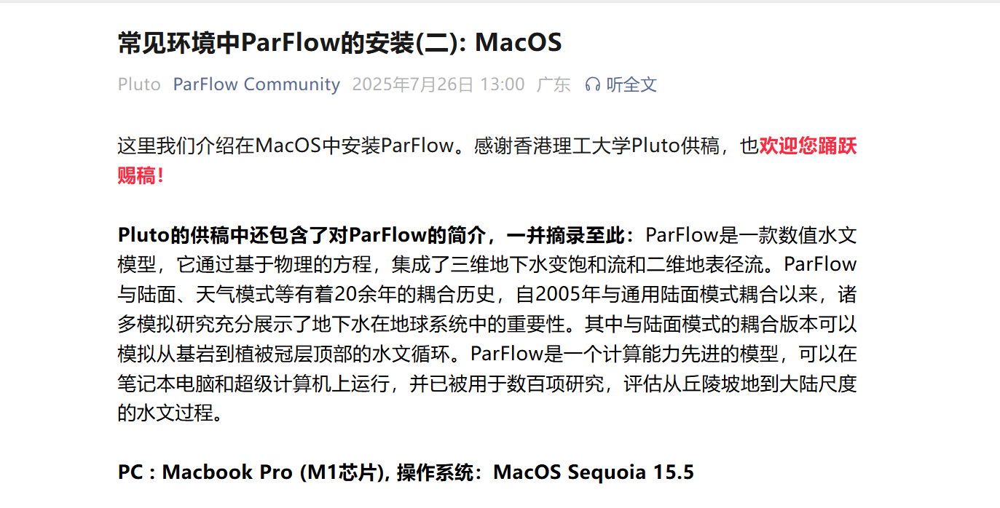 常见环境中ParFlow的安装(二): MacOS
Pluto ParFlow Community 2025年7月26日 13:00 广东 听全文
这里我们介绍在MacOS中安装ParFlow。感谢香港理工大学Pluto供稿，也欢迎您踊跃
赐稿！
Pluto的供稿中还包含了对ParFlow的简介，一并摘录至此：ParFlow是一款数值水文
模型，它通过基于物理的方程，集成了三维地下水变饱和流和二维地表径流。ParFlow
与陆面、天气模式等有着20余年的耦合历史，自2005年与通用陆面模式耦合以来，诸
多模拟研究充分展示了地下水在地球系统中的重要性。其中与陆面模式的耦合版本可以
模拟从基岩到植被冠层顶部的水文循环。ParFlow是一个计算能力先进的模型，可以在
笔记本电脑和超级计算机上运行，并已被用于数百项研究，评估从丘陵坡地到大陆尺度
的水文过程。
PC : Macbook Pro (M1芯片), 操作系统：MacOS Sequoia 15.5